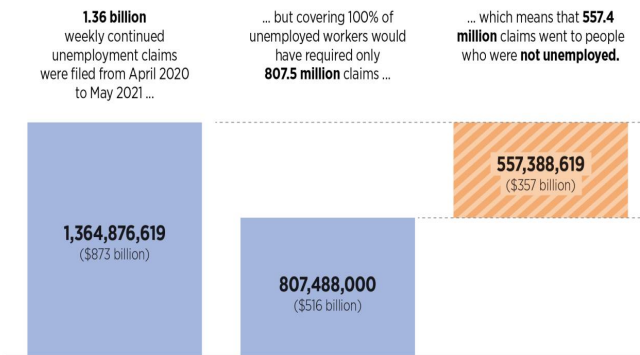 1.36 billion
weekly continued
unemployment claims
were filed from April 2020
to May 2021 ...
... but covering 100% of
unemployed workers would
have required only
807.5 million claims ...
... which means that 557.4
million claims went to people
who were not unemployed.
1,364,876,619
($873 billion)
807,488,000
($516 billion)
557,388,619
($357 billion)